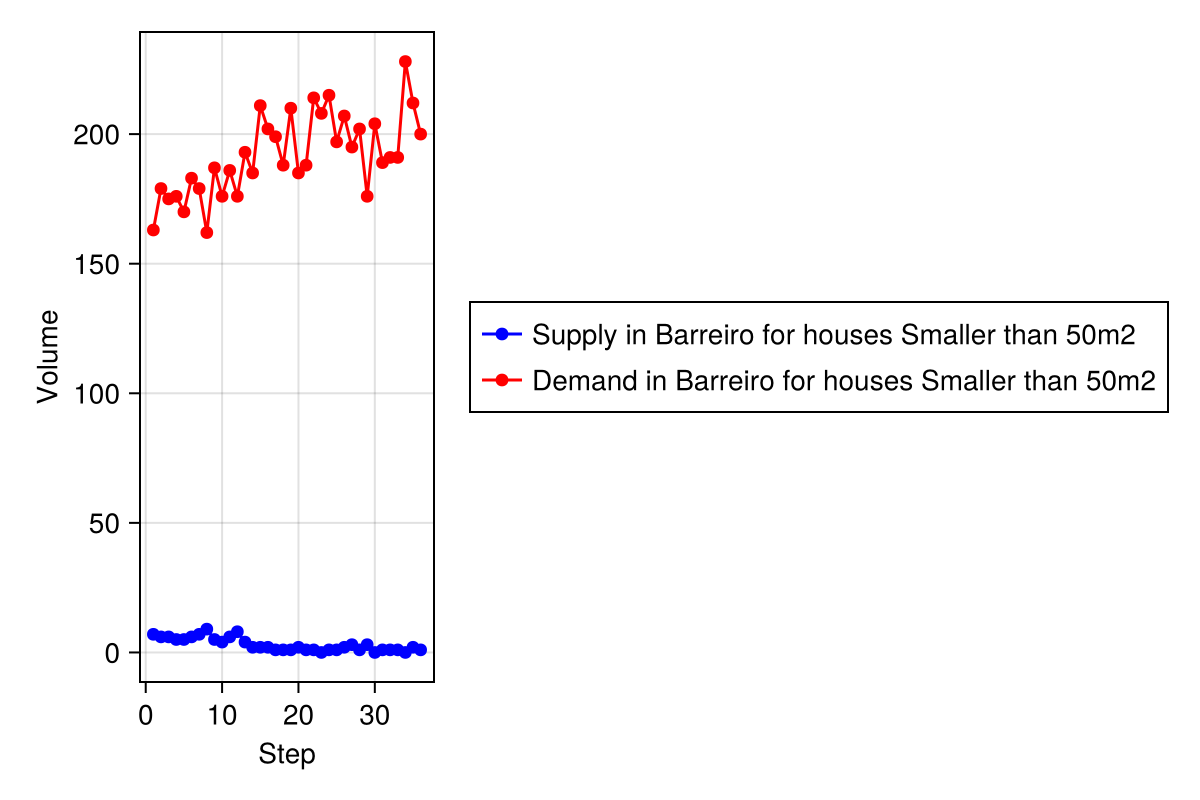 200
150
100
50
0
Volume
0 10 20 30
Step
Supply in Barreiro for houses Smaller than 50m2
Demand in Barreiro for houses Smaller than 50m2